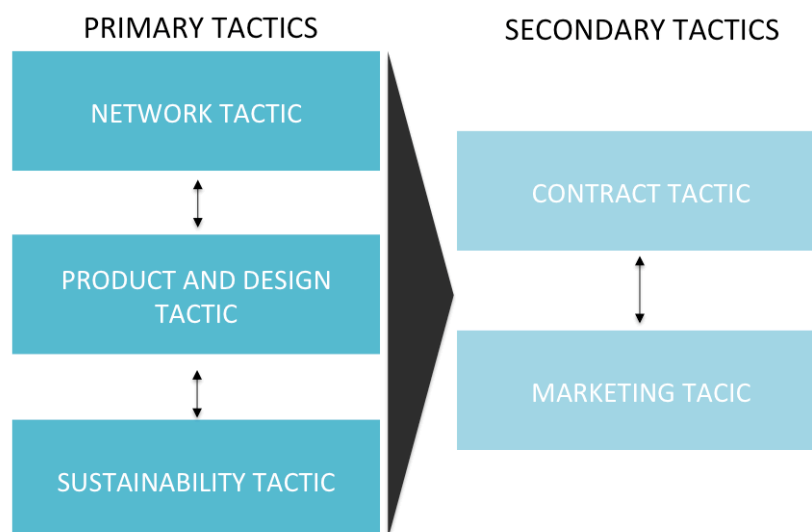 PRIMARY TACTICS
NETWORK TACTIC
PRODUCT AND DESIGN
TACTIC
SUSTAINABILITY TACTIC
SECONDARY TACTICS
CONTRACT TACTIC
MARKETING TACIC